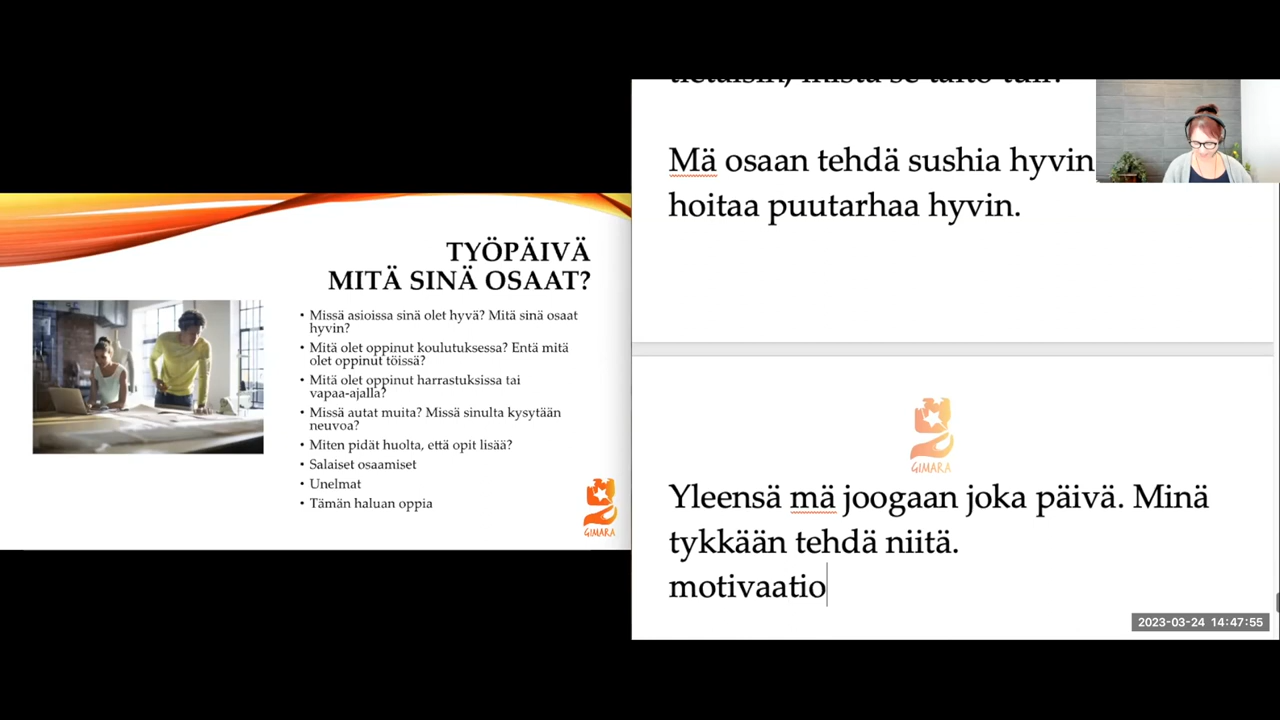 TYÖPÄIVÄ
MITÄ SINÄ OSAAT?
• Missä asioissa sinä olet hyvä? Mitä sinä osaat
hyvin?
• Mitä olet oppinut koulutuksessa? Entä mitä
olet oppinut töissä?
• Mitä olet oppinut harrastuksissa tai
vapaa-ajalla?
• Missä autat muita? Missä sinulta kysytään
neuvoa?
• Miten pidät huolta, että opit lisää?
• Salaiset osaamiset
• Unelmat
• Tämän haluan oppia
GIMARA
tietäisin, mistä se taito tuli?
Mä osaan tehdä sushia hyvin
hoitaa puutarhaa hyvin.
GIMARA
Yleensä mä joogaan joka päivä. Minä
tykkään tehdä niitä.
motivaatio
2023-03-24 14:47:55